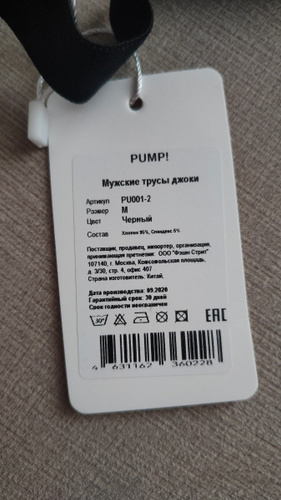 PUMP!
Мужские трусы джоки
Артикул PU001-2
Размер M
Цвет Черный
Состав Хлопок 95%, Спандекс 5%
Поставщик, продавец, импортер, организация,
принимающая претензии: ООО "Фэшн Стрит"
107140, г. Москва, Комсомольская площадь,
д. 3/30, стр. 4, офис 407
Страна изготовитель: Китай.
Дата производства: 09.2020
Гарантийный срок: 30 дней
Срок годности неограничен
30°
EAC
4 631162 360228